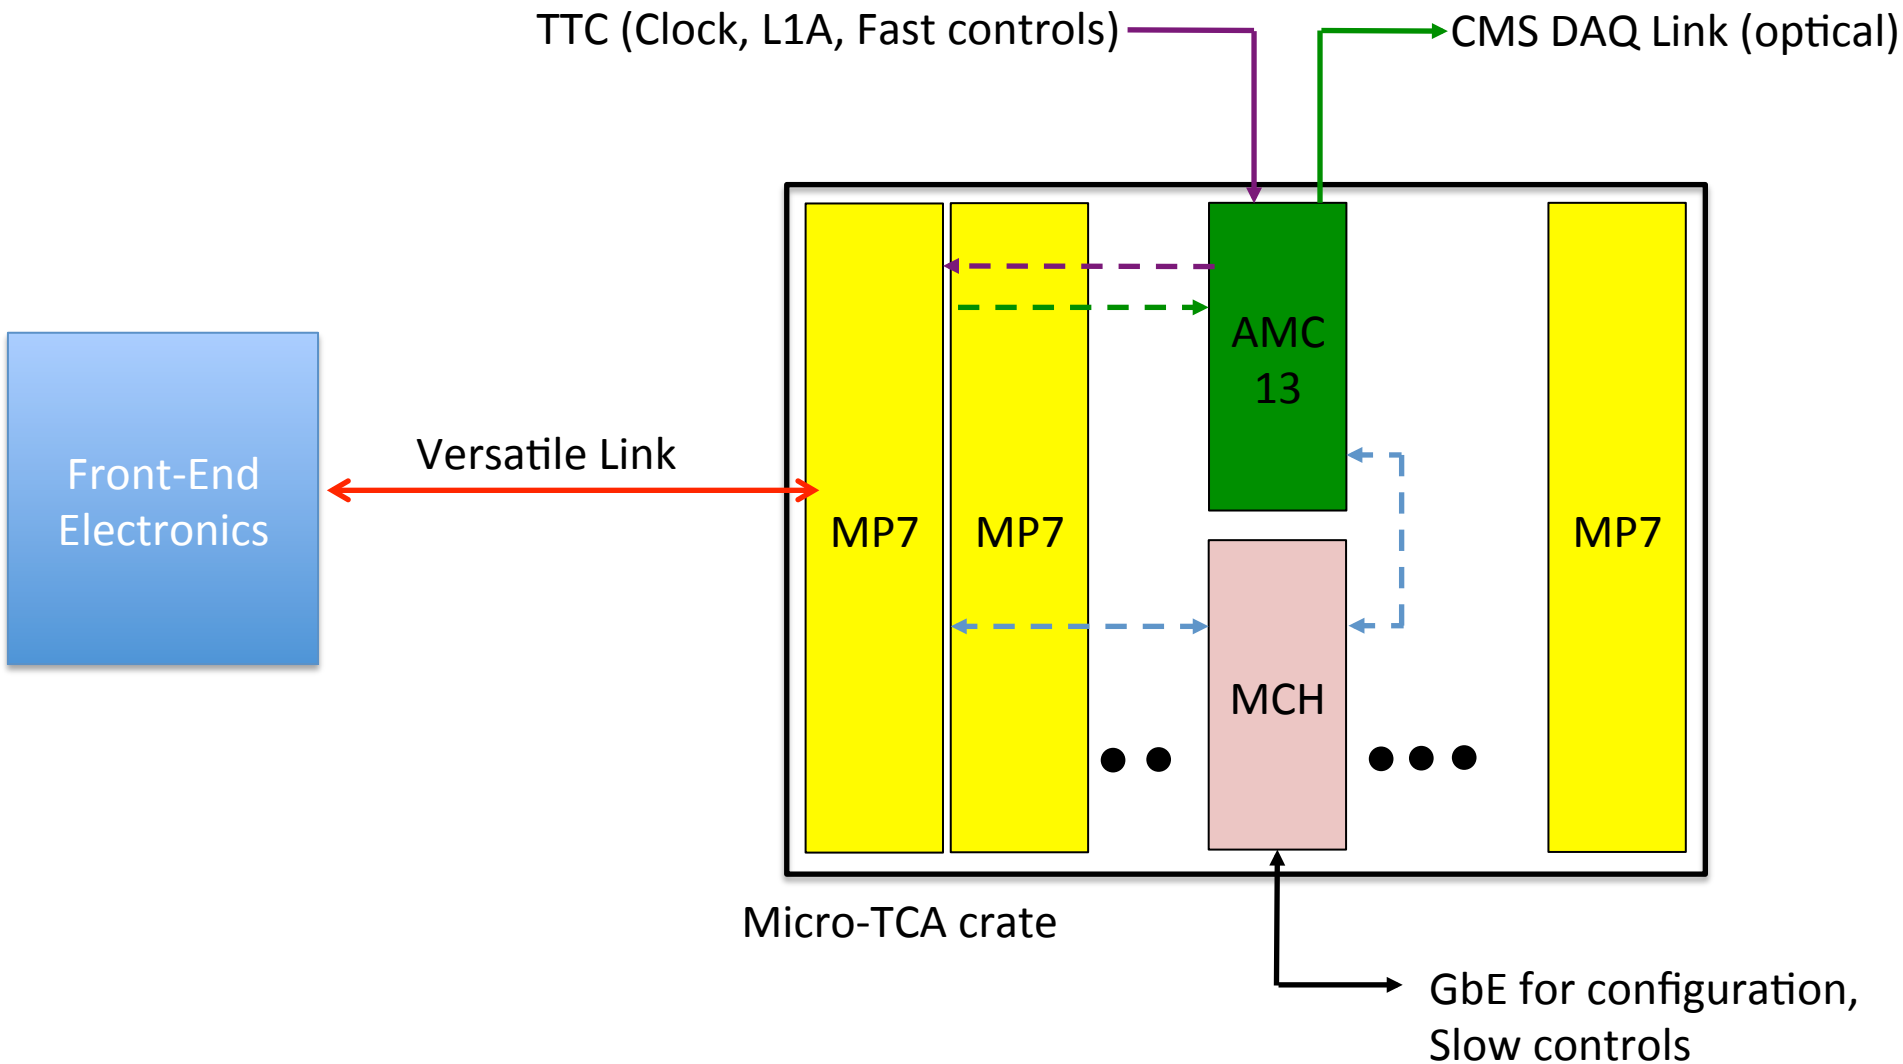 TTC (Clock, L1A, Fast controls)
CMS DAQ Link (optical)
AMC
13
Front-End
Electronics
Versatile Link
MP7
MP7
MP7
MCH
Micro-TCA crate
GbE for configuration,
Slow controls